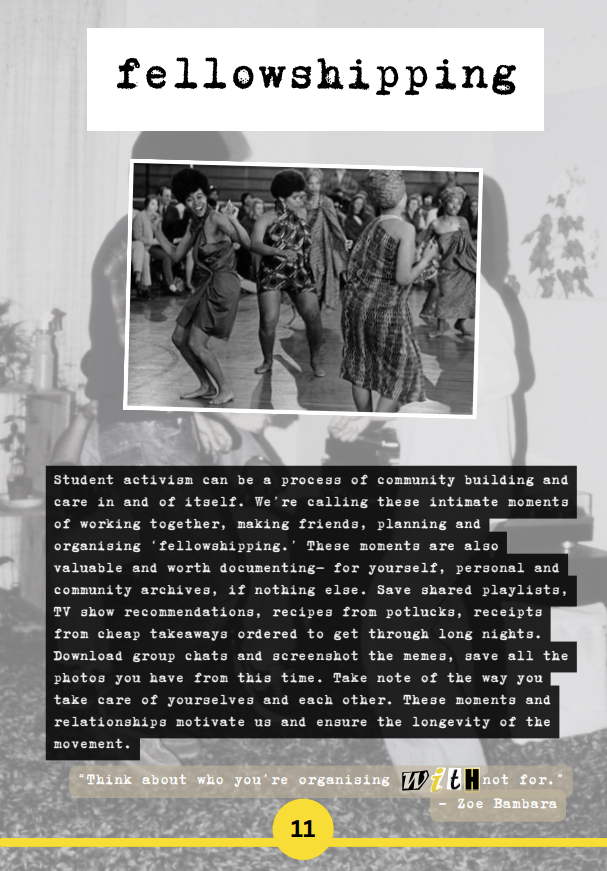 fellowshipping
Student activism can be a process of community building and
care in and of itself. We're calling these intimate moments
of working together, making friends, planning and
organising 'fellowshipping.' These moments are also
valuable and worth documenting— for yourself, personal and
community archives, if nothing else. Save shared playlists,
TV show recommendations, recipes from potlucks, receipts
from cheap takeaways ordered to get through long nights.
Download group chats and screenshot the memes, save all the
photos you have from this time. Take note of the way you
take care of yourselves and each other. These moments and
relationships motivate us and ensure the longevity of the
movement.
"Think about who you're organising WitH not for."
- Zoe Bambara
11